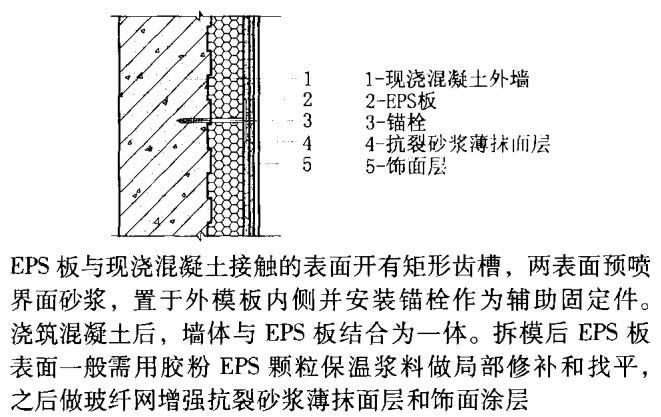 1 1-现浇混凝土外墙
2 2-EPS板
3 3-锚栓
4 4-抗裂砂浆薄抹面层
5 5-饰面层
EPS 板与现浇混凝土接触的表面开有矩形齿槽，两表面预喷
界面砂浆，置于外模板内侧并安装锚栓作为辅助固定件。
浇筑混凝土后，墙体与 EPS 板结合为一体。拆模后 EPS 板
表面一般需用胶粉 EPS 颗粒保温浆料做局部修补和找平，
之后做玻纤网增强抗裂砂浆薄抹面层和饰面涂层